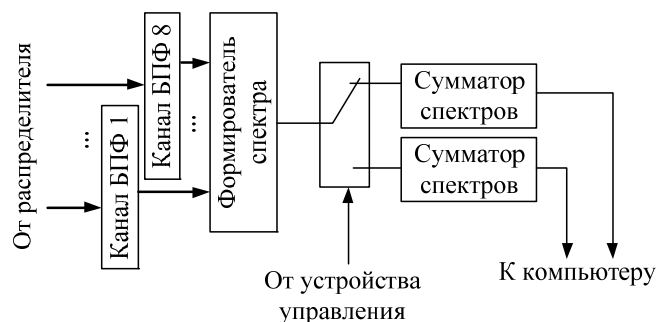 От распределителя
...
Канал БПФ 1
Канал БПФ 8
...
Формирователь
спектра
Сумматор
спектров
Сумматор
спектров
От устройства
управления
К компьютеру